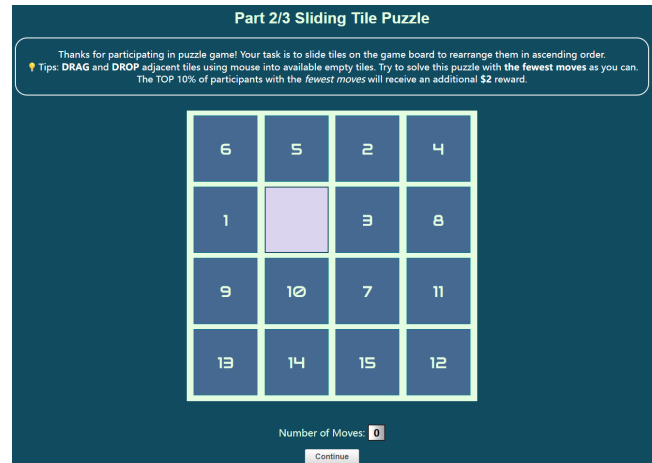 Part 2/3 Sliding Tile Puzzle
Thanks for participating in puzzle game! Your task is to slide tiles on the game board to rearrange them in ascending order.
💡 Tips: DRAG and DROP adjacent tiles using mouse into available empty tiles. Try to solve this puzzle with the fewest moves as you can.
The TOP 10% of participants with the fewest moves will receive an additional $2 reward.
6 5 2 4
1 3 8
9 10 7 11
13 14 15 12
Number of Moves: 0
Continue